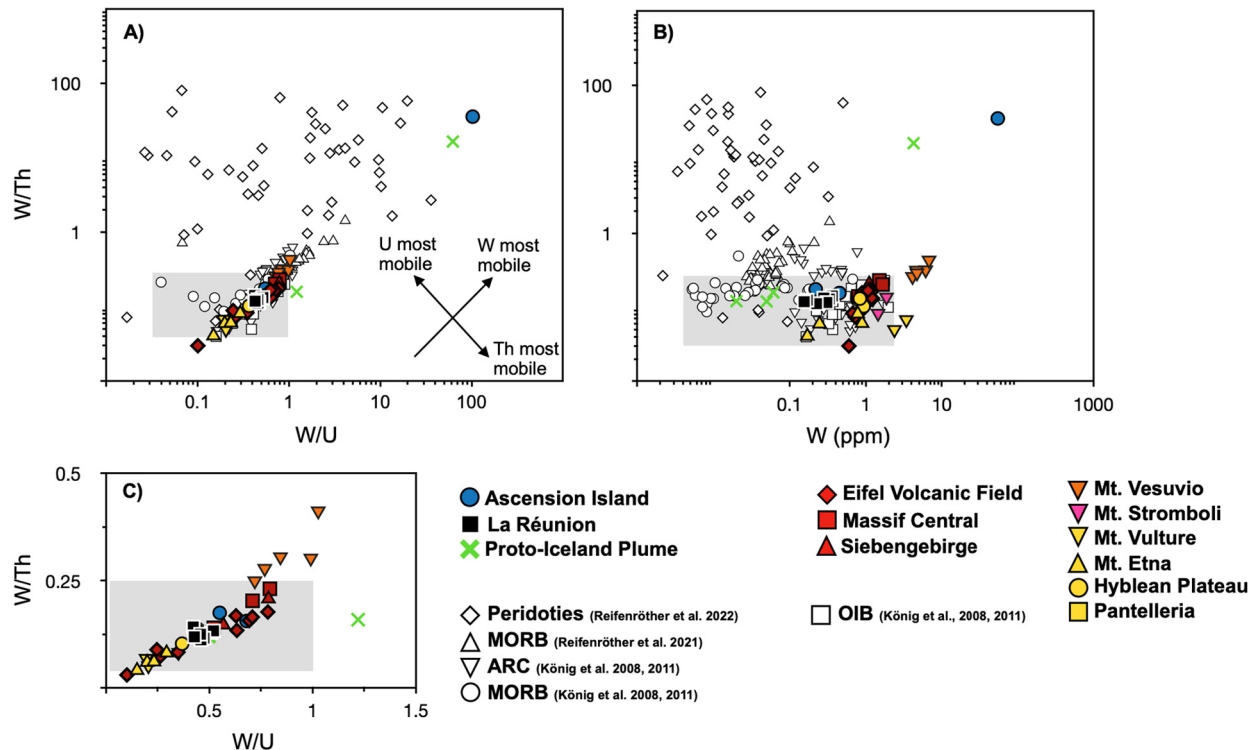 A)
100
1
W/Th
U most
mobile
W most
mobile
Th most
mobile
0.1
1
10
100
W/U
B)
100
1
0.1
1
10
1000
W (ppm)
C)
0.5
0.25
W/Th
0.5
1
1.5
W/U
Ascension Island
La Réunion
Proto-Iceland Plume
Peridoties (Reifenröther et al. 2022)
MORB (Reifenröther et al. 2021)
ARC (König et al. 2008, 2011)
MORB (König et al. 2008, 2011)
Eifel Volcanic Field
Massif Central
Siebengebirge
OIB (König et al., 2008, 2011)
Mt. Vesuvio
Mt. Stromboli
Mt. Vulture
Mt. Etna
Hyblean Plateau
Pantelleria